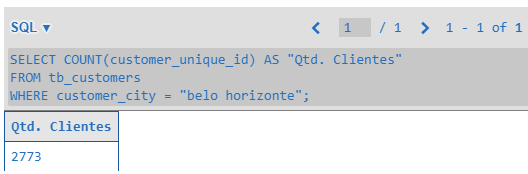 SQL ▼ < 1 / 1 > 1 - 1 of 1
SELECT COUNT(customer_unique_id) AS "Qtd. Clientes"
FROM tb_customers
WHERE customer_city = "belo horizonte";
Qtd. Clientes
2773